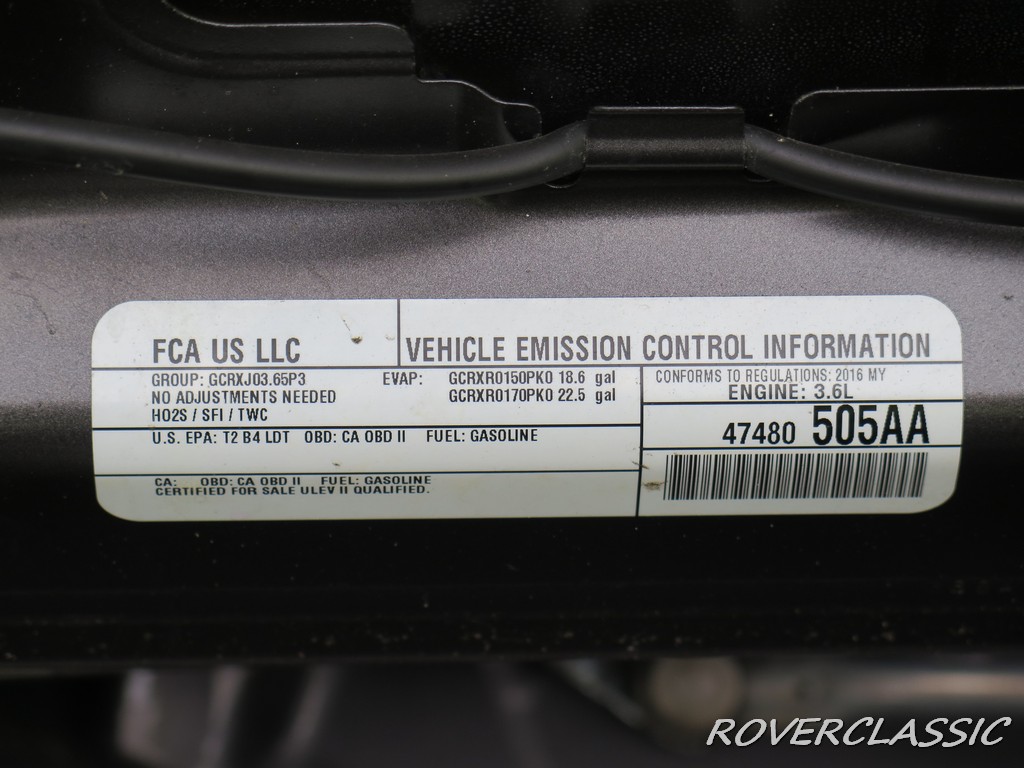 FCA US LLC
VEHICLE EMISSION CONTROL INFORMATION
GROUP: GCRXJ03.65P3
NO ADJUSTMENTS NEEDED
HO2S / SFI / TWC
EVAP: GCRXR0150PK0 18.6 gal
GCRXR0170PK0 22.5 gal
U.S. EPA: T2 B4 LDT OBD: CA OBD II FUEL: GASOLINE
CA: OBD: CA OBD II FUEL: GASOLINE
CERTIFIED FOR SALE ULEV II QUALIFIED.
CONFORMS TO REGULATIONS: 2016 MY
ENGINE: 3.6L
47480 505AA
ROVERCLASSIC